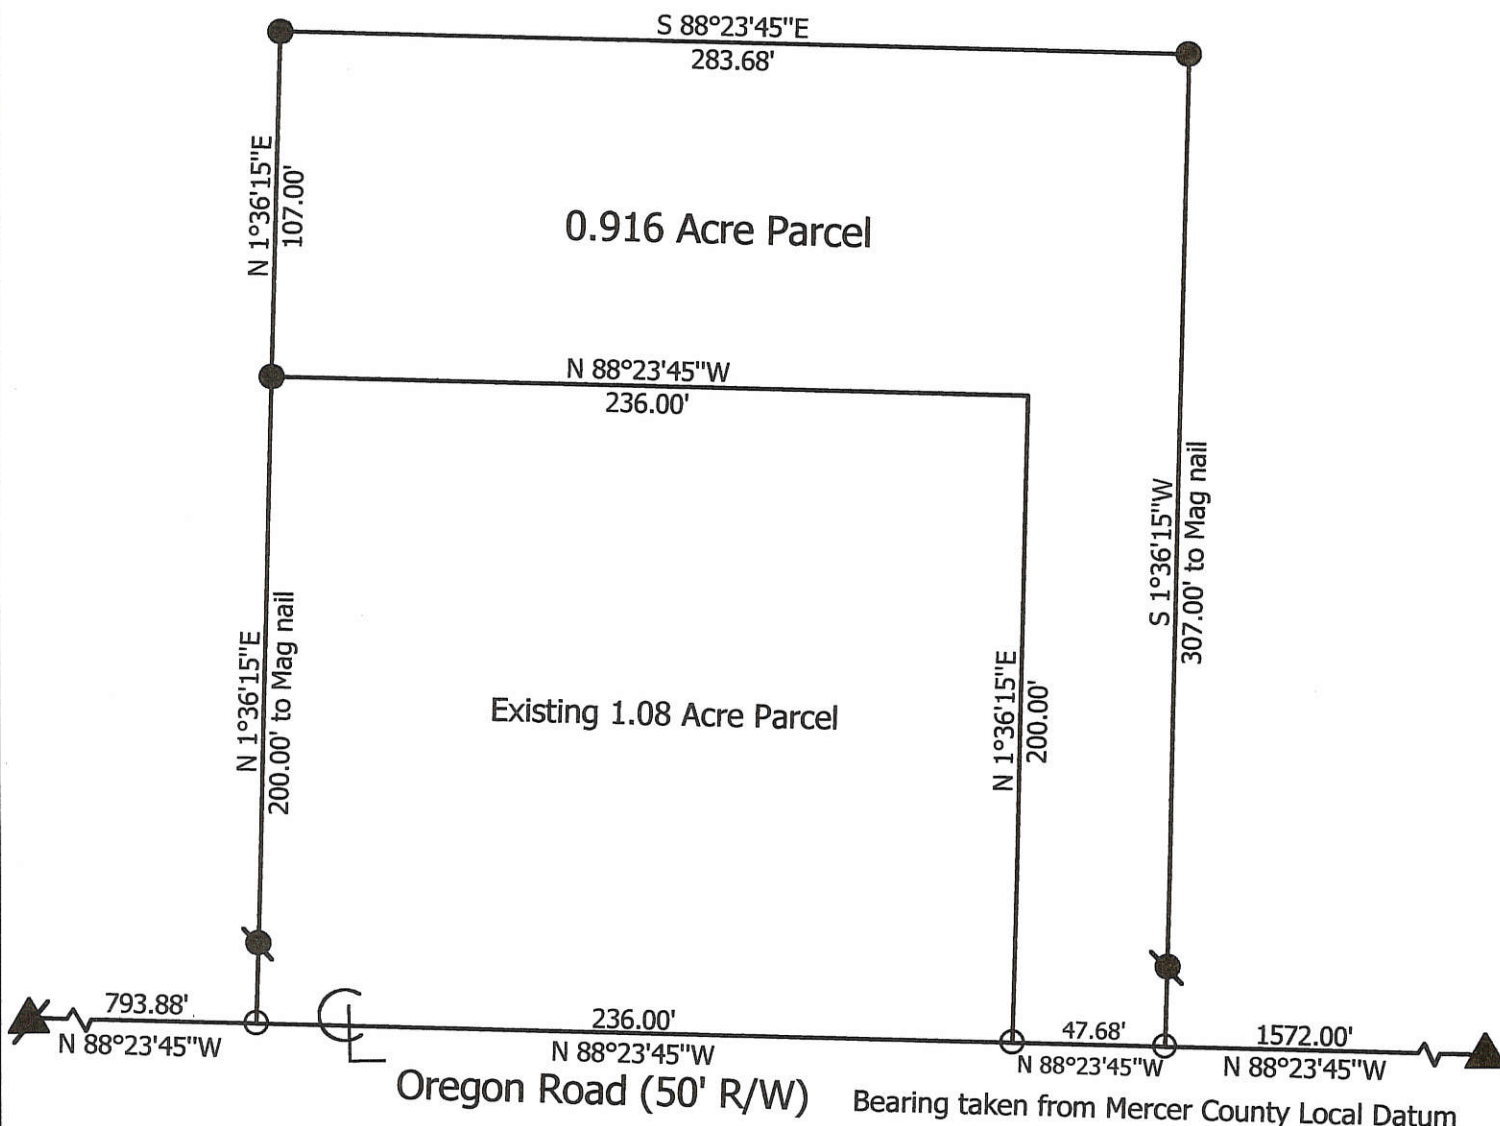 S 88°23'45"E
283.68'
N 1°36'15"E
107.00'
0.916 Acre Parcel
N 88°23'45"W
236.00'
S 1°36'15"W
307.00' to Mag nail
N 1°36'15"E
200.00' to Mag nail
Existing 1.08 Acre Parcel
N 1°36'15"E
200.00'
793.88'
N 88°23'45"W
236.00'
N 88°23'45"W
47.68'
N 88°23'45"W
1572.00'
N 88°23'45"W
Oregon Road (50' R/W)
Bearing taken from Mercer County Local Datum